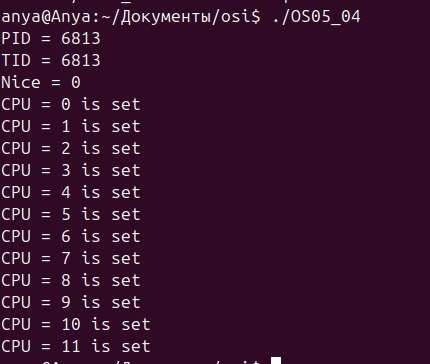 anya@Anya:~/Документы/osi$ ./OS05_04
PID = 6813
TID = 6813
Nice = 0
CPU = 0 is set
CPU = 1 is set
CPU = 2 is set
CPU = 3 is set
CPU = 4 is set
CPU = 5 is set
CPU = 6 is set
CPU = 7 is set
CPU = 8 is set
CPU = 9 is set
CPU = 10 is set
CPU = 11 is set